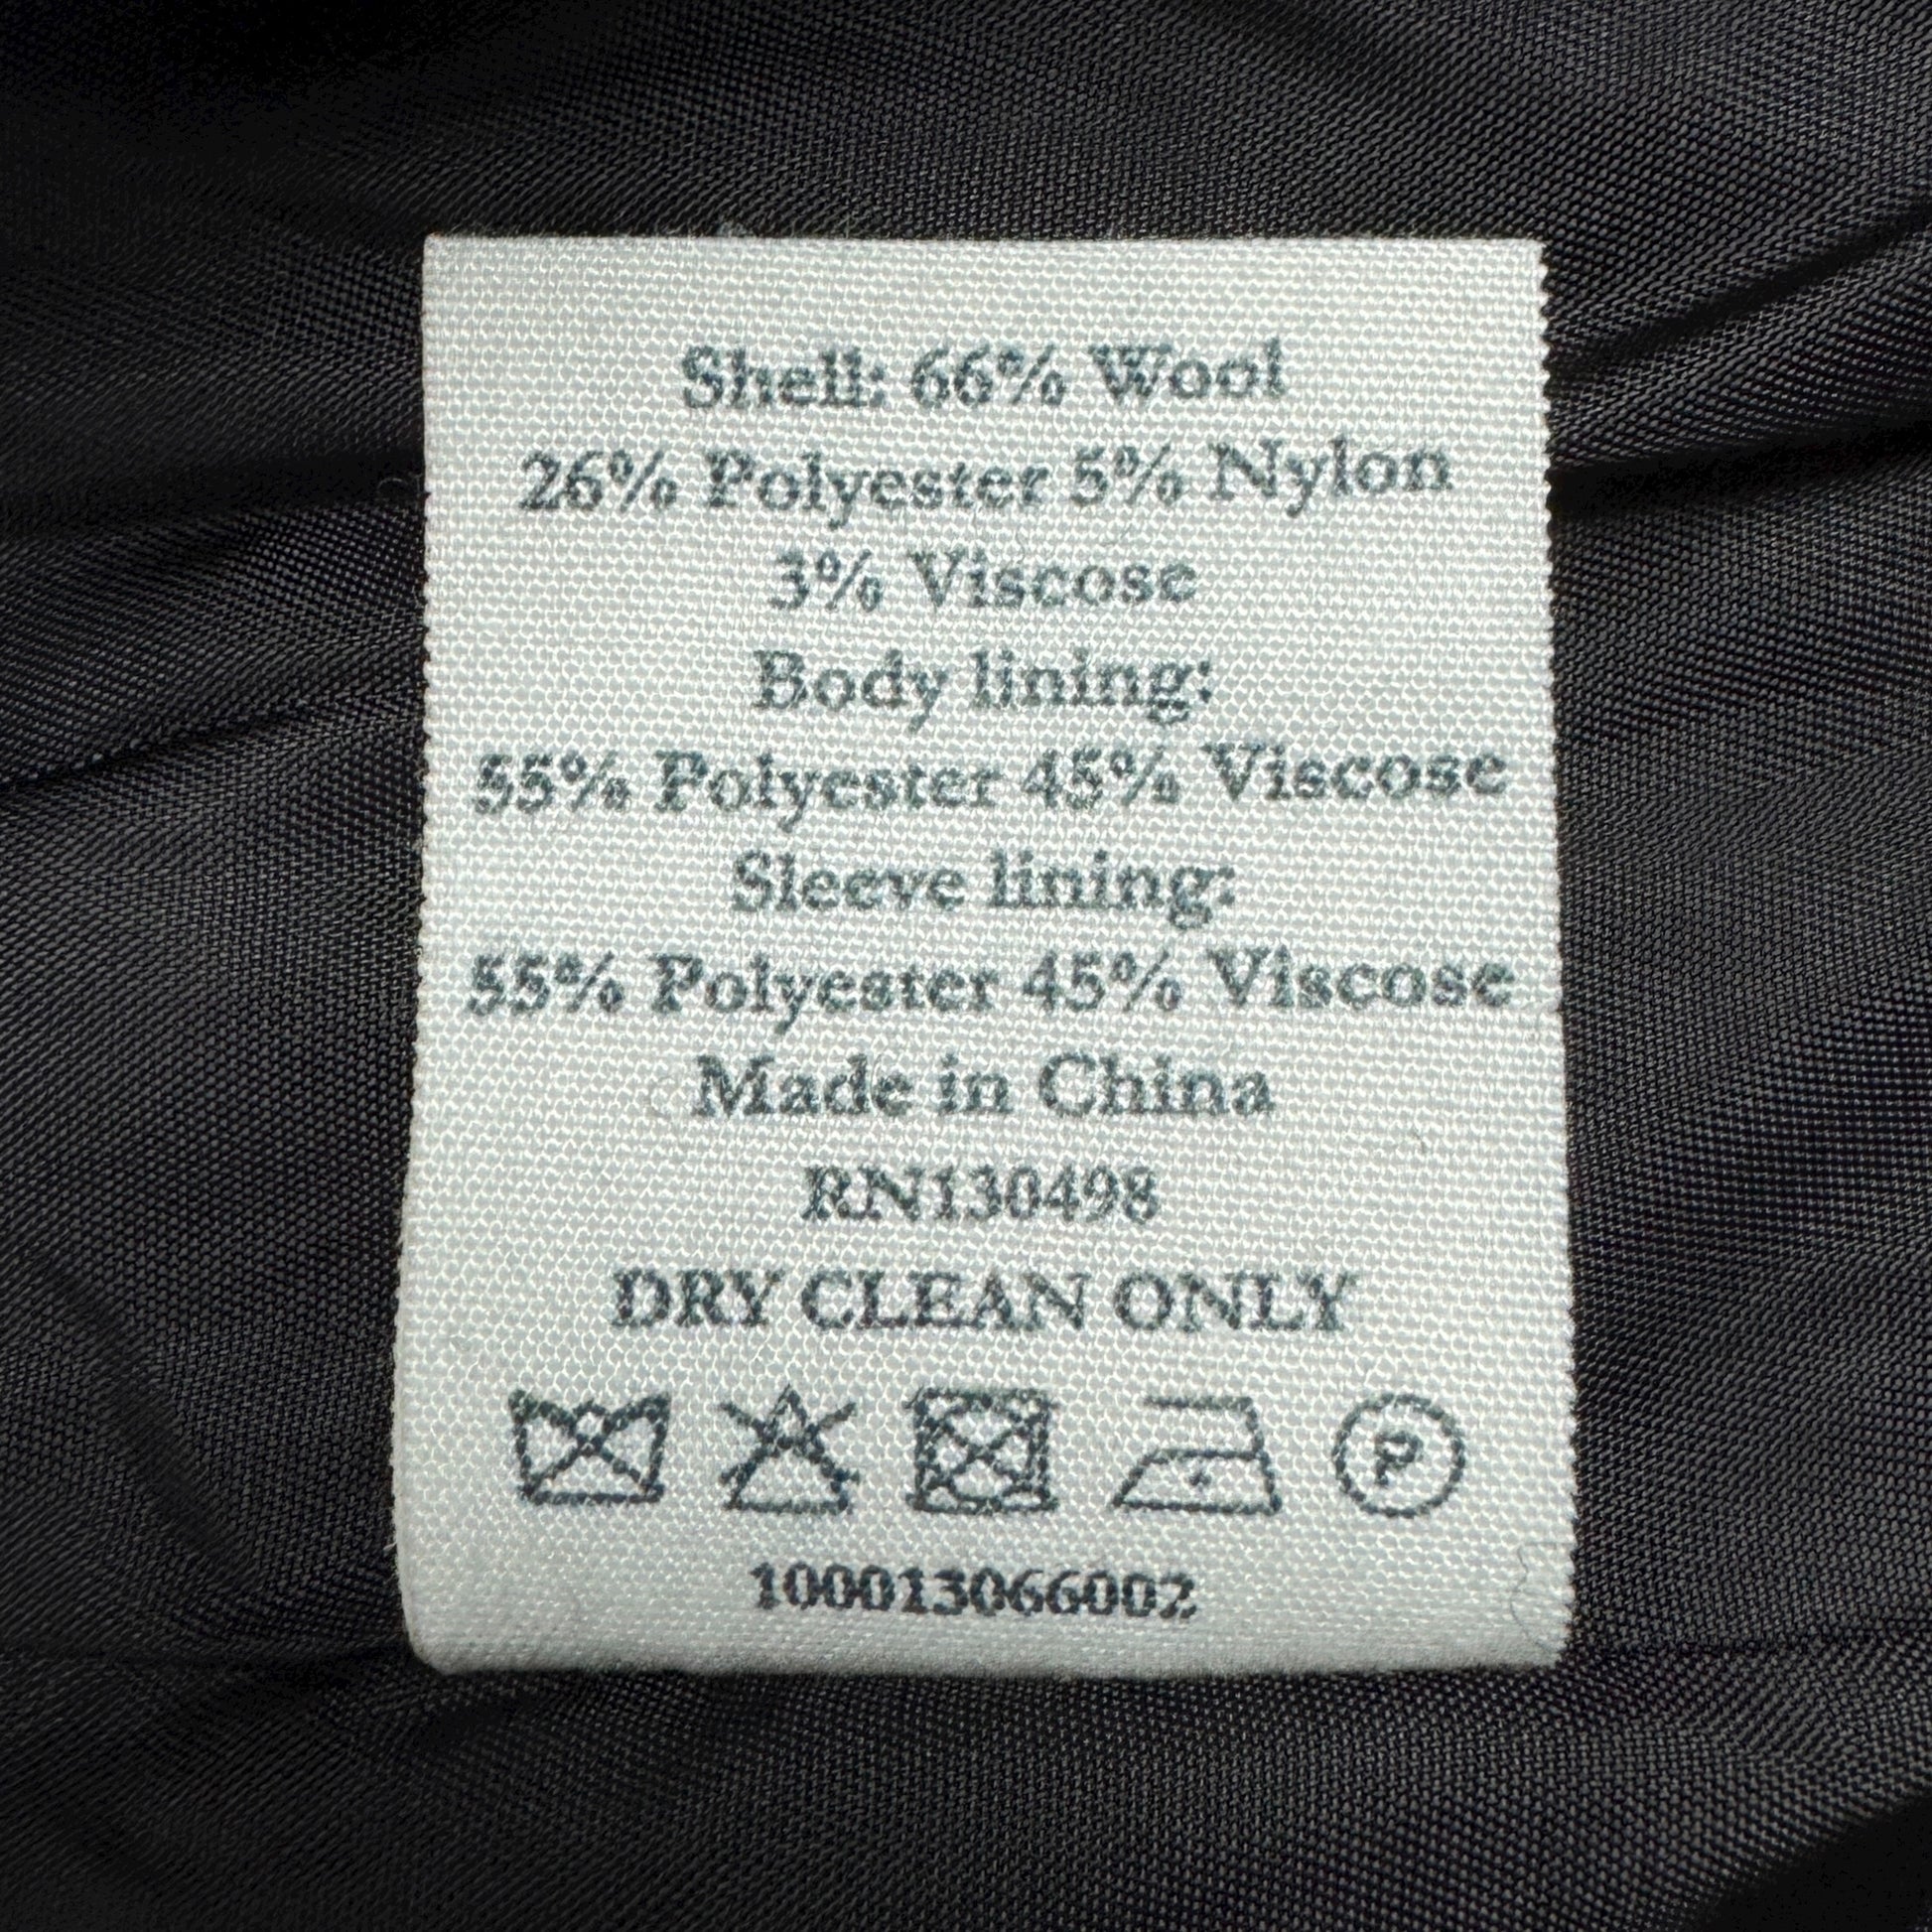 Shell: 66% Wool
26% Polyester 5% Nylon
3% Viscose
Body lining:
55% Polyester 45% Viscose
Sleeve lining:
55% Polyester 45% Viscose
Made in China
RN130498
DRY CLEAN ONLY
P
100013066002